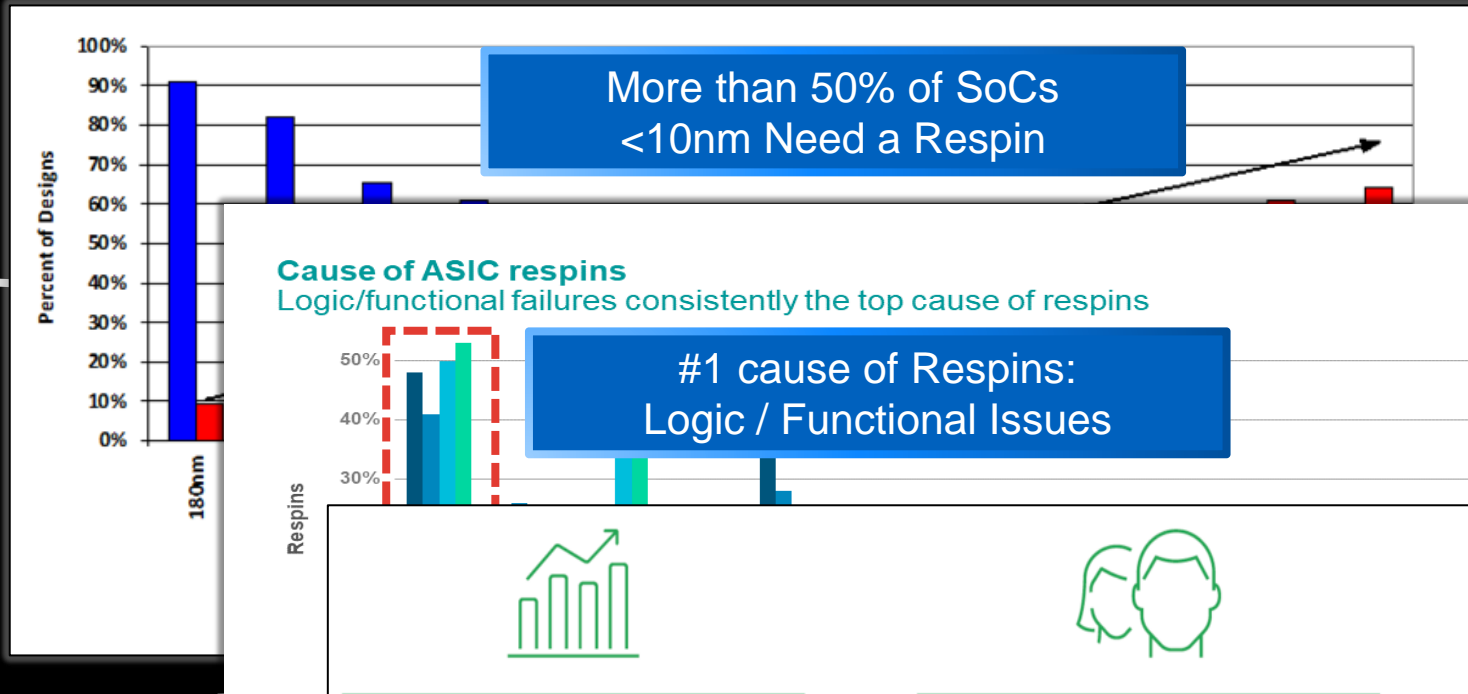 100%
90%
80%
70%
60%
50%
40%
30%
20%
10%
0%
Percent of Designs
180nm
More than 50% of SoCs
<10nm Need a Respin
Cause of ASIC respins
Logic/functional failures consistently the top cause of respins
50%
40%
30%
Respins
#1 cause of Respins:
Logic / Functional Issues